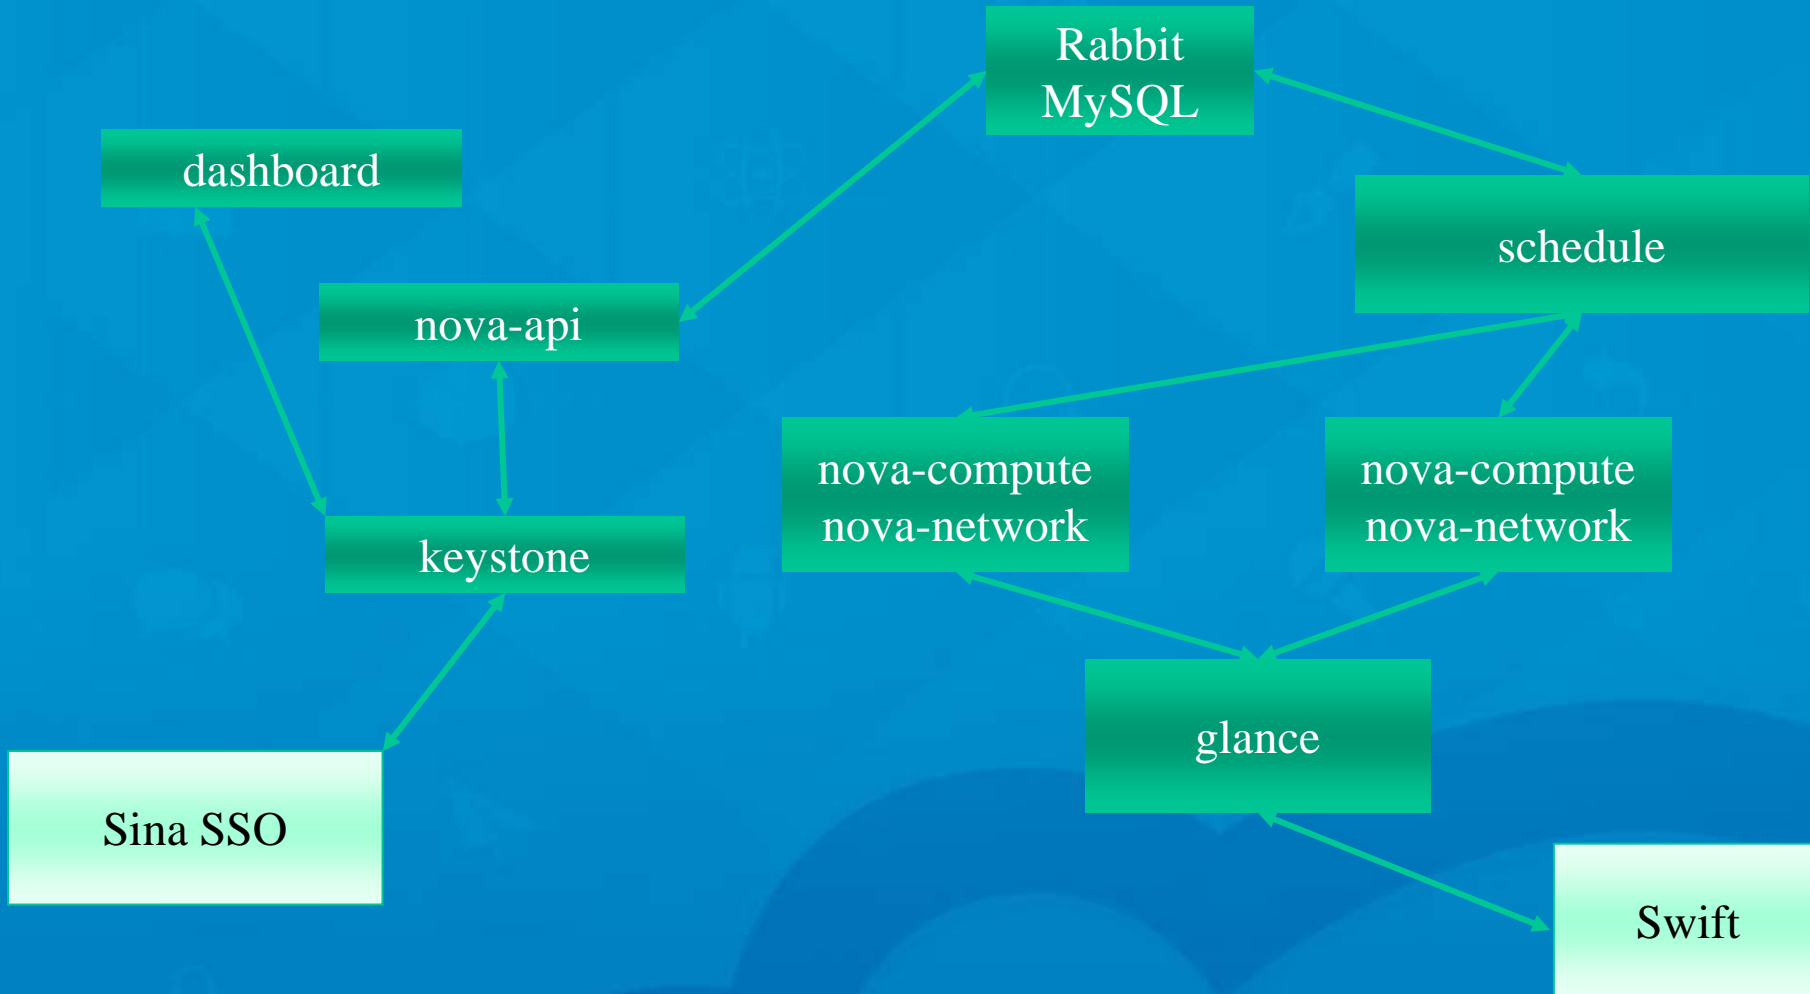 Rabbit
MySQL
dashboard
schedule
nova-api
nova-compute
nova-network
nova-compute
nova-network
keystone
glance
Sina SSO
Swift